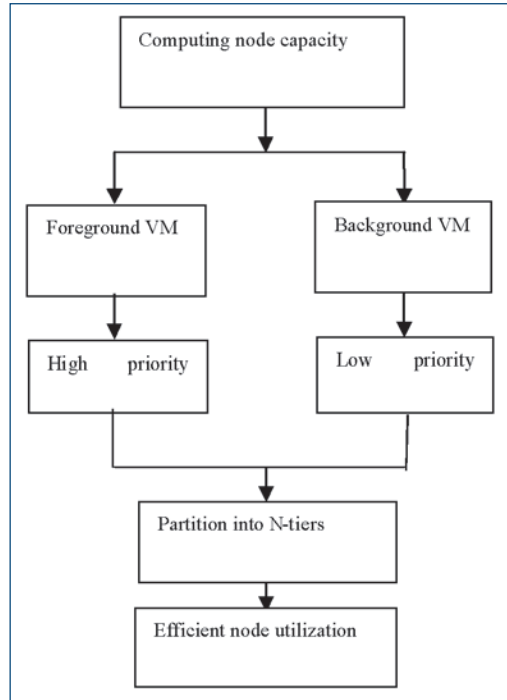 Computing node capacity
Foreground VM
Background VM
High priority
Low priority
Partition into N-tiers
Efficient node utilization